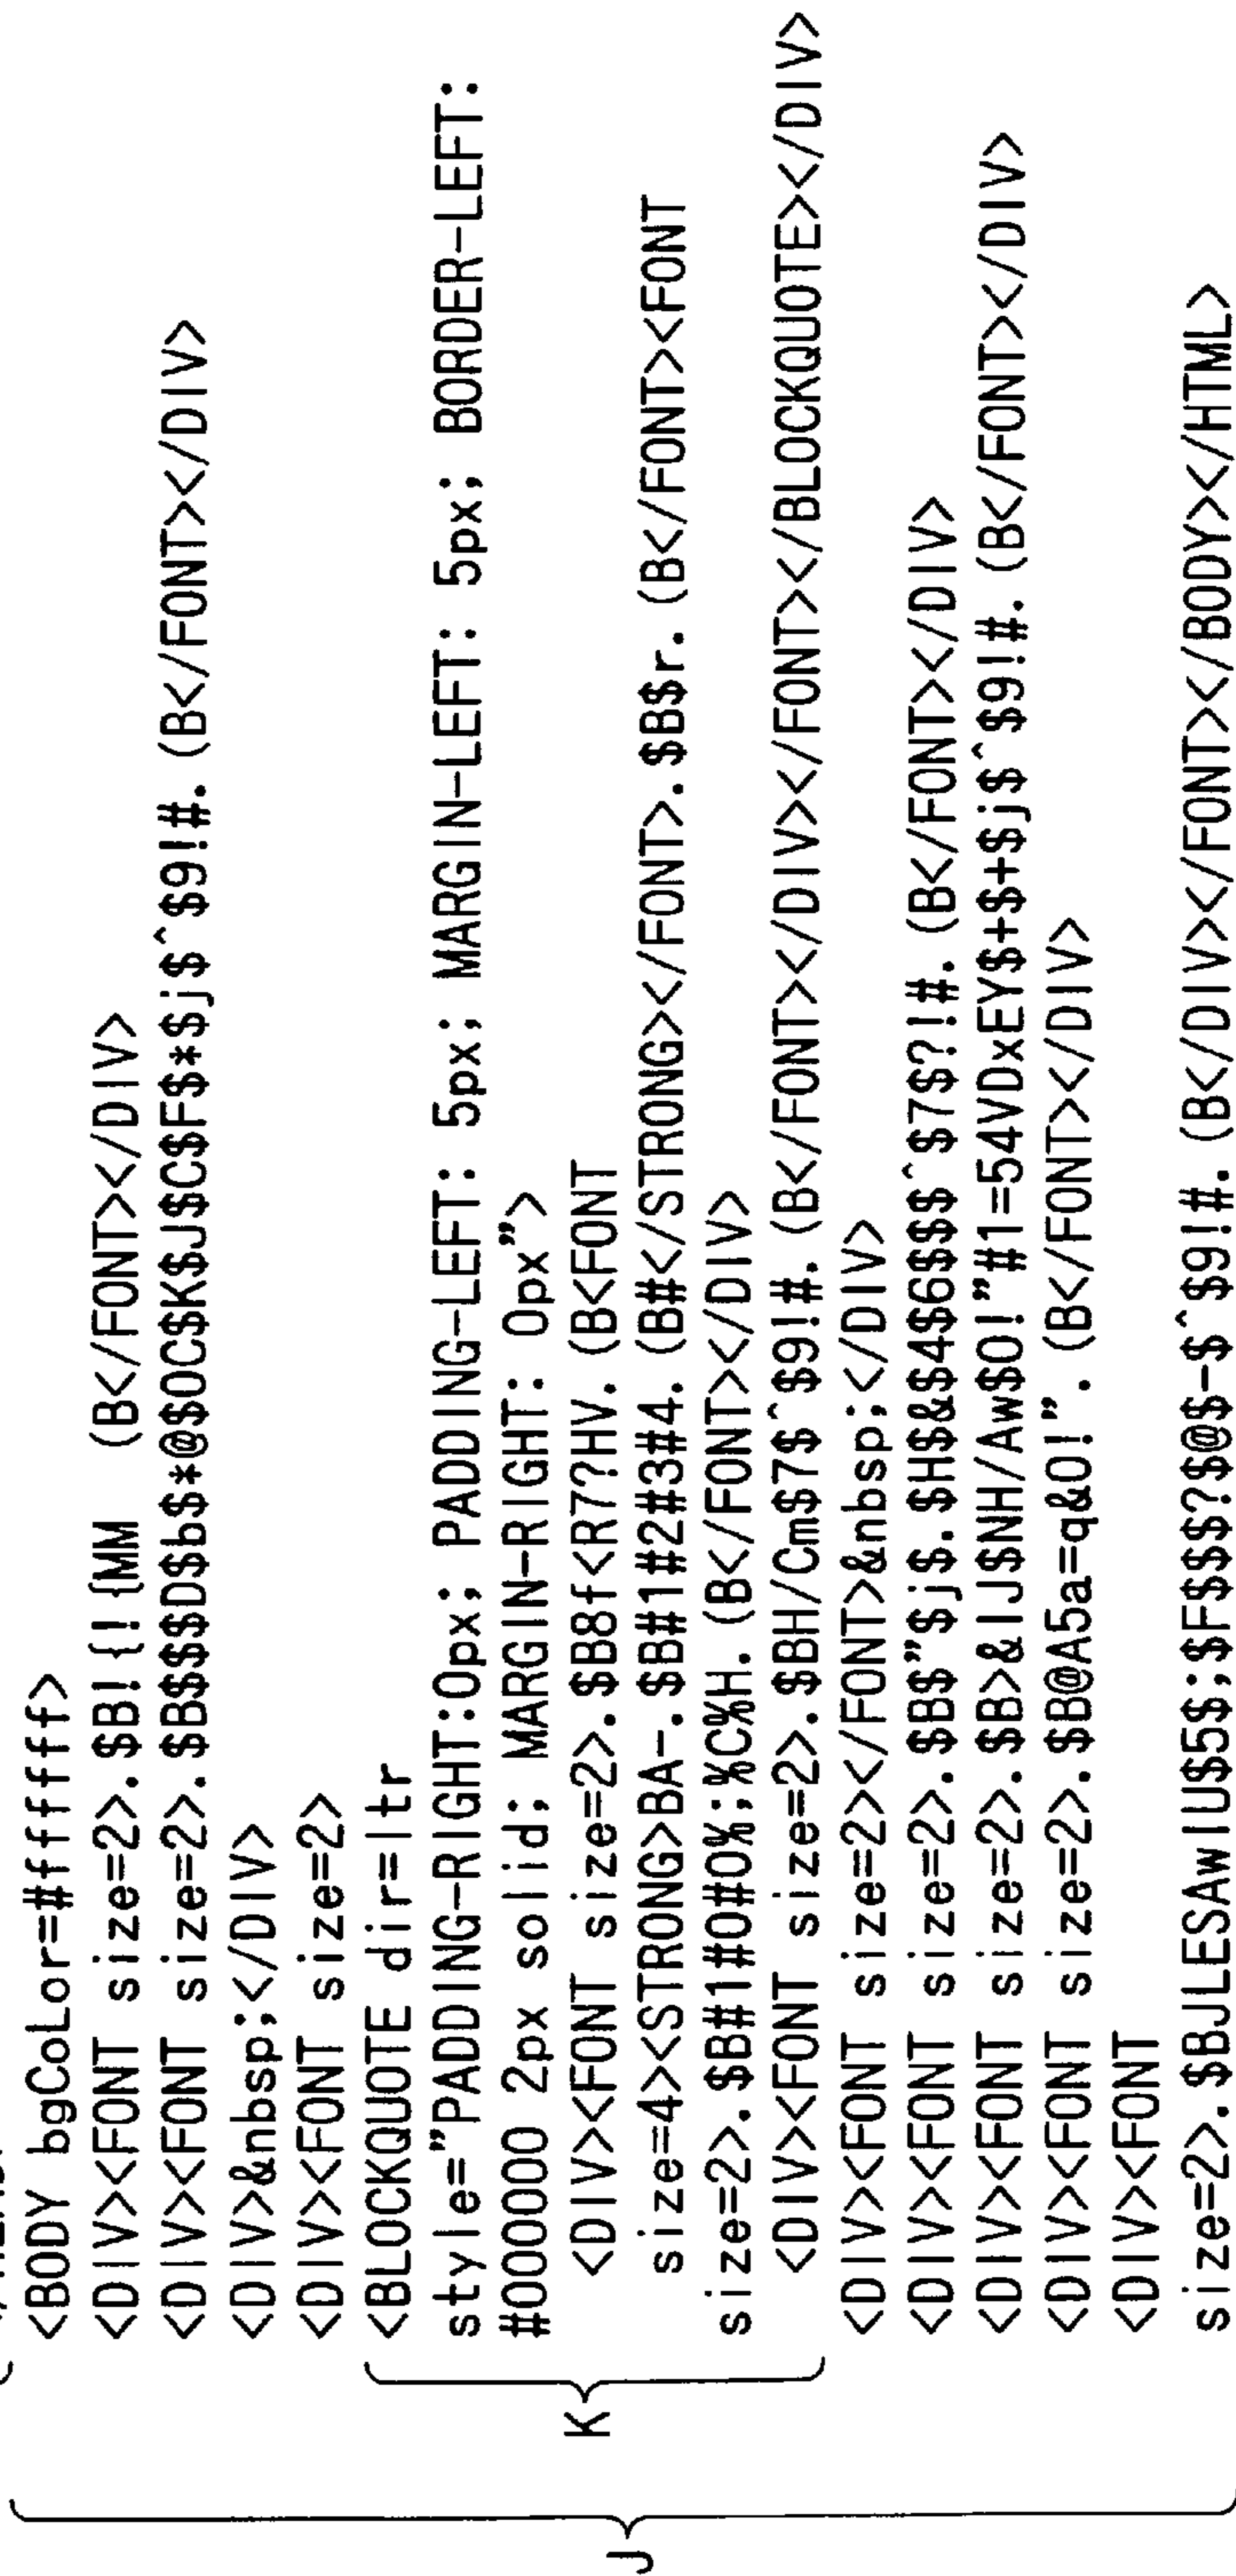 <BODY bgCoLor=#ffffff>
<DIV><FONT size=2>.$B!{!{MM (B</FONT></DIV>
<DIV><FONT size=2>.$B$$$D$b$*@$OC$K$J$C$F$*$j$^$9!#.(B</FONT></DIV>
<DIV>&nbsp;</DIV>
<DIV><FONT size=2>
<BLOCKQUOTE dir=ltr
style="PADDING-RIGHT:0px; PADDING-LEFT: 5px; MARGIN-LEFT: 5px; BORDER-LEFT:
#000000 2px solid; MARGIN-RIGHT: 0px">
<DIV><FONT size=2>.$B8f<R7?HV.(B<FONT
size=4><STRONG>BA-.$B#1#2#3#4.(B#</STRONG></FONT>.$B$r.(B</FONT><FONT
size=2>.$B#1#0#0%;%C%H.(B</FONT></DIV>
<DIV><FONT size=2>.$BH/Cm$7$^$9!#.(B</FONT></DIV></FONT></BLOCKQUOTE></DIV>
<DIV><FONT size=2></FONT>&nbsp;</DIV>
<DIV><FONT size=2>.$B$"$j$.$H$&$4$6$$$^$7$?!#.(B</FONT></DIV>
<DIV><FONT size=2>.$B>&IJ$NH/Aw$O!"#1=54VDxEY$+$+$j$^$9!#.(B</FONT></DIV>
<DIV><FONT size=2>.$B@A5a=q&O!".(B</FONT></DIV>
<DIV><FONT
size=2>.$BJLESAwIU$5$;$F$$$?$@$-$^$9!#.(B</DIV></FONT></BODY></HTML>
K
J